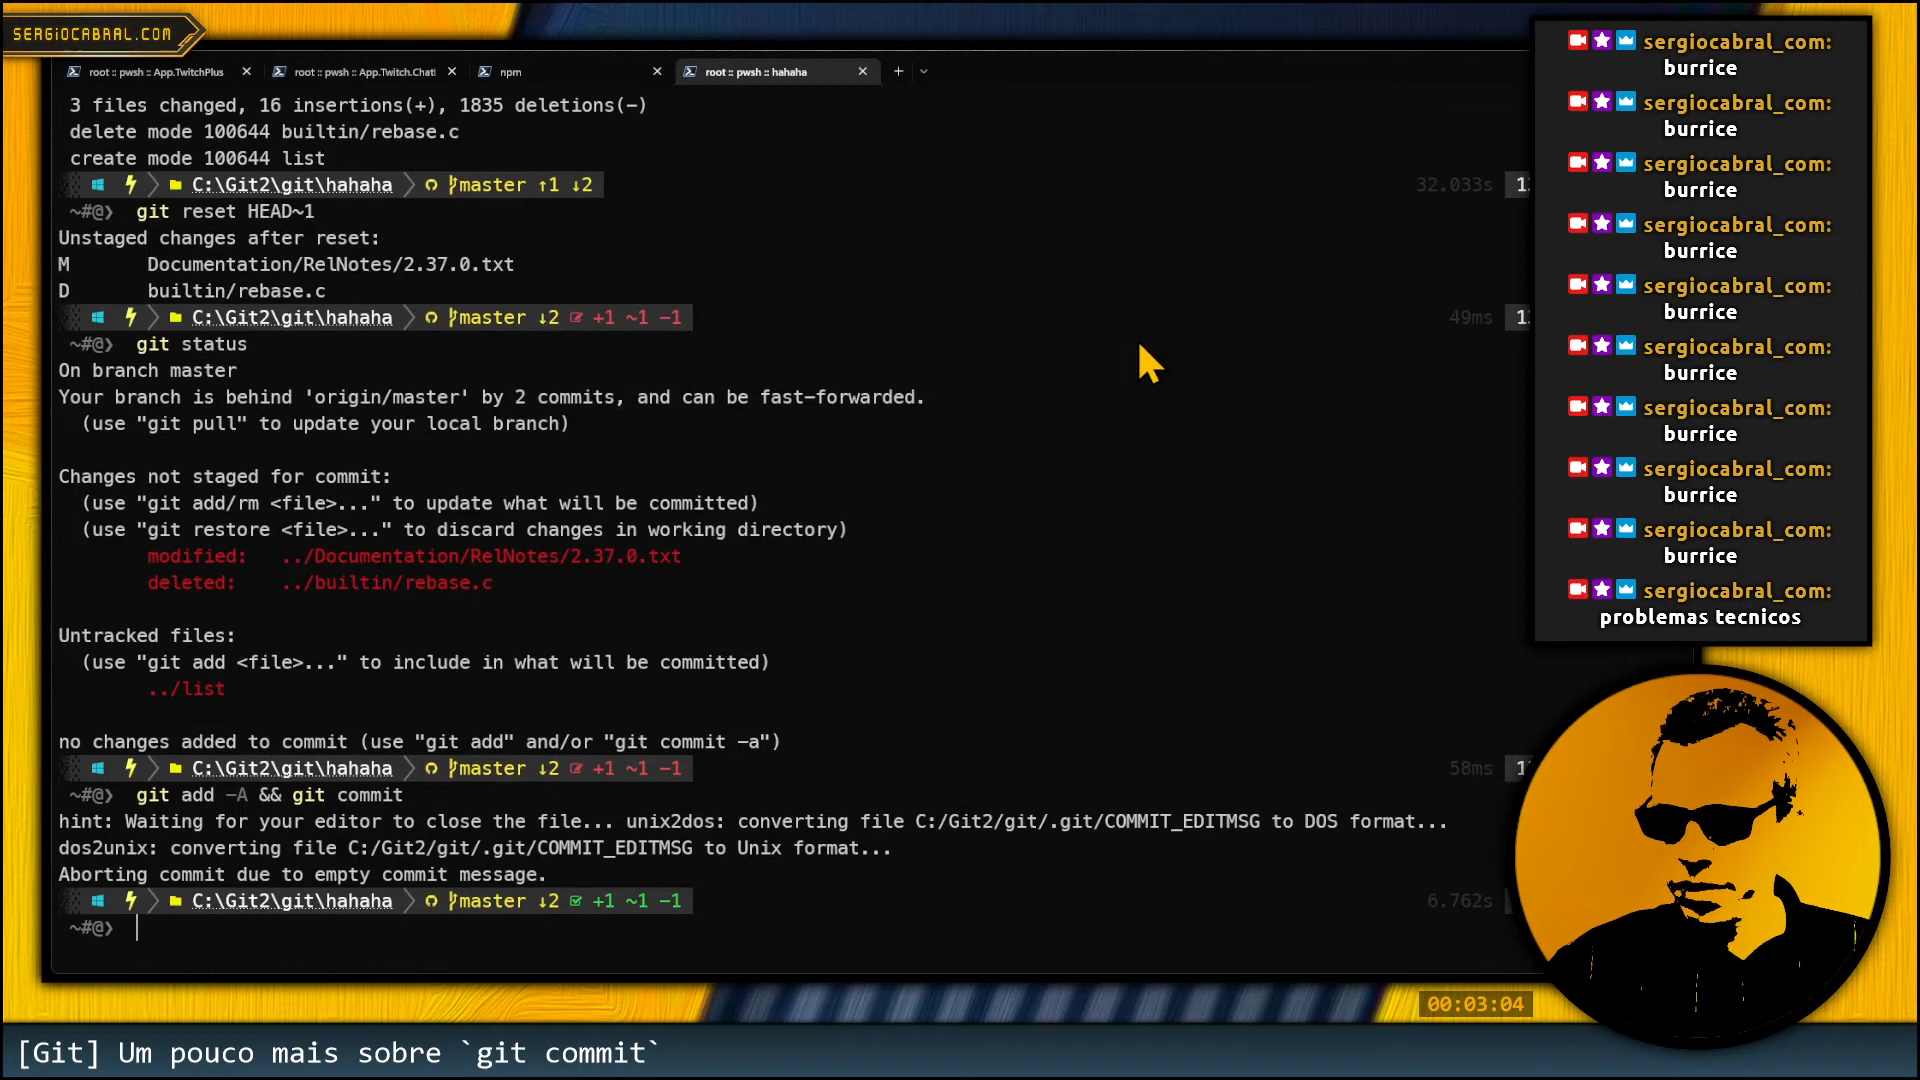 SERGIOCABRAL.COM
root :: pwsh :: App.TwitchPlus
root :: pwsh :: App.Twitch.Chat
npm
root :: pwsh :: hahaha
3 files changed, 16 insertions(+), 1835 deletions(-)
delete mode 100644 builtin/rebase.c
create mode 100644 list
C:\Git2\git\hahaha master ↑1 ↓2 32.033s
~#@❯ git reset HEAD~1
Unstaged changes after reset:
M Documentation/RelNotes/2.37.0.txt
D builtin/rebase.c
C:\Git2\git\hahaha master ↓2 +1 ~1 -1 49ms
~#@❯ git status
On branch master
Your branch is behind 'origin/master' by 2 commits, and can be fast-forwarded.
(use "git pull" to update your local branch)
Changes not staged for commit:
(use "git add/rm <file>..." to update what will be committed)
(use "git restore <file>..." to discard changes in working directory)
modified: ../Documentation/RelNotes/2.37.0.txt
deleted: ../builtin/rebase.c
Untracked files:
(use "git add <file>..." to include in what will be committed)
../list
no changes added to commit (use "git add" and/or "git commit -a")
C:\Git2\git\hahaha master ↓2 +1 ~1 -1 58ms
~#@❯ git add -A && git commit
hint: Waiting for your editor to close the file... unix2dos: converting file C:/Git2/git/.git/COMMIT_EDITMSG to DOS format...
dos2unix: converting file C:/Git2/git/.git/COMMIT_EDITMSG to Unix format...
Aborting commit due to empty commit message.
C:\Git2\git\hahaha master ↓2 +1 ~1 -1 6.762s
~#@❯
sergiocabral_com:
burrice
sergiocabral_com:
burrice
sergiocabral_com:
burrice
sergiocabral_com:
burrice
sergiocabral_com:
burrice
sergiocabral_com:
burrice
sergiocabral_com:
burrice
sergiocabral_com:
burrice
sergiocabral_com:
burrice
sergiocabral_com:
problemas tecnicos
00:03:04
[Git] Um pouco mais sobre `git commit`